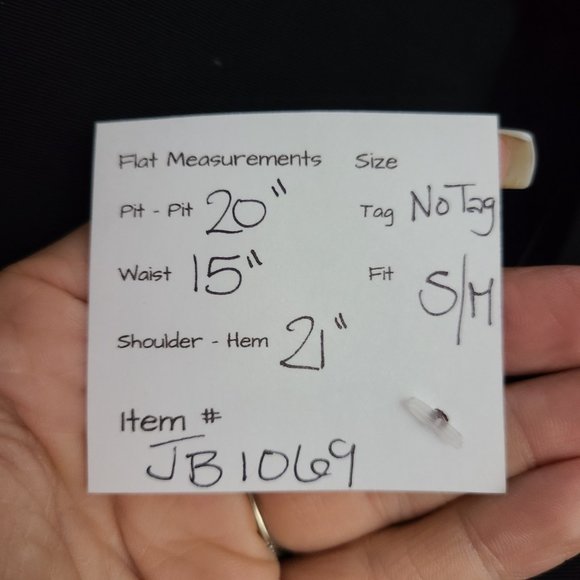 Flat Measurements Size
Pit - Pit 20" Tag No Tag
Waist 15" Fit S/M
Shoulder - Hem 21"
Item #
JB1069